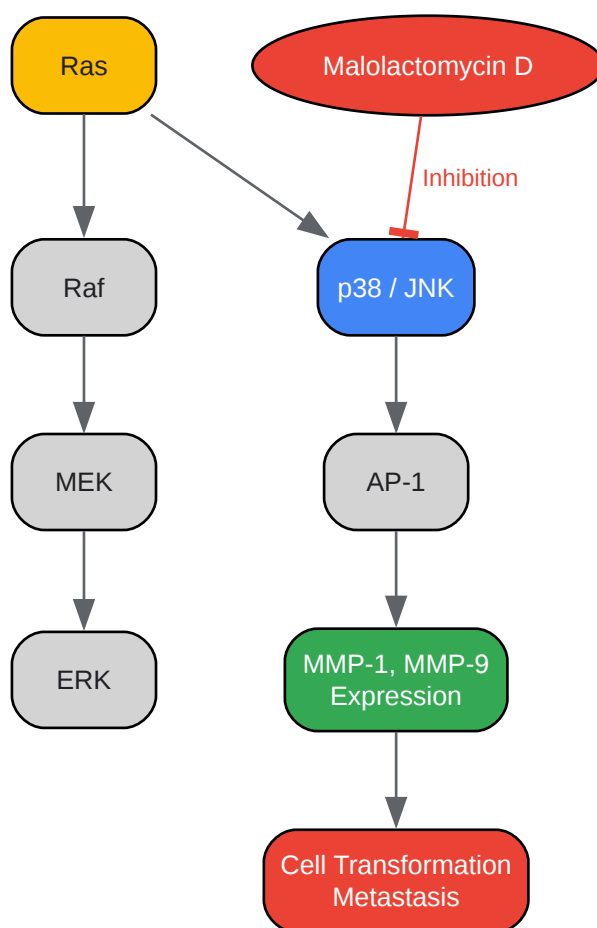 Ras
Malolactomycin D
Inhibition
Raf
p38 / JNK
MEK
AP-1
ERK
MMP-1, MMP-9
Expression
Cell Transformation
Metastasis